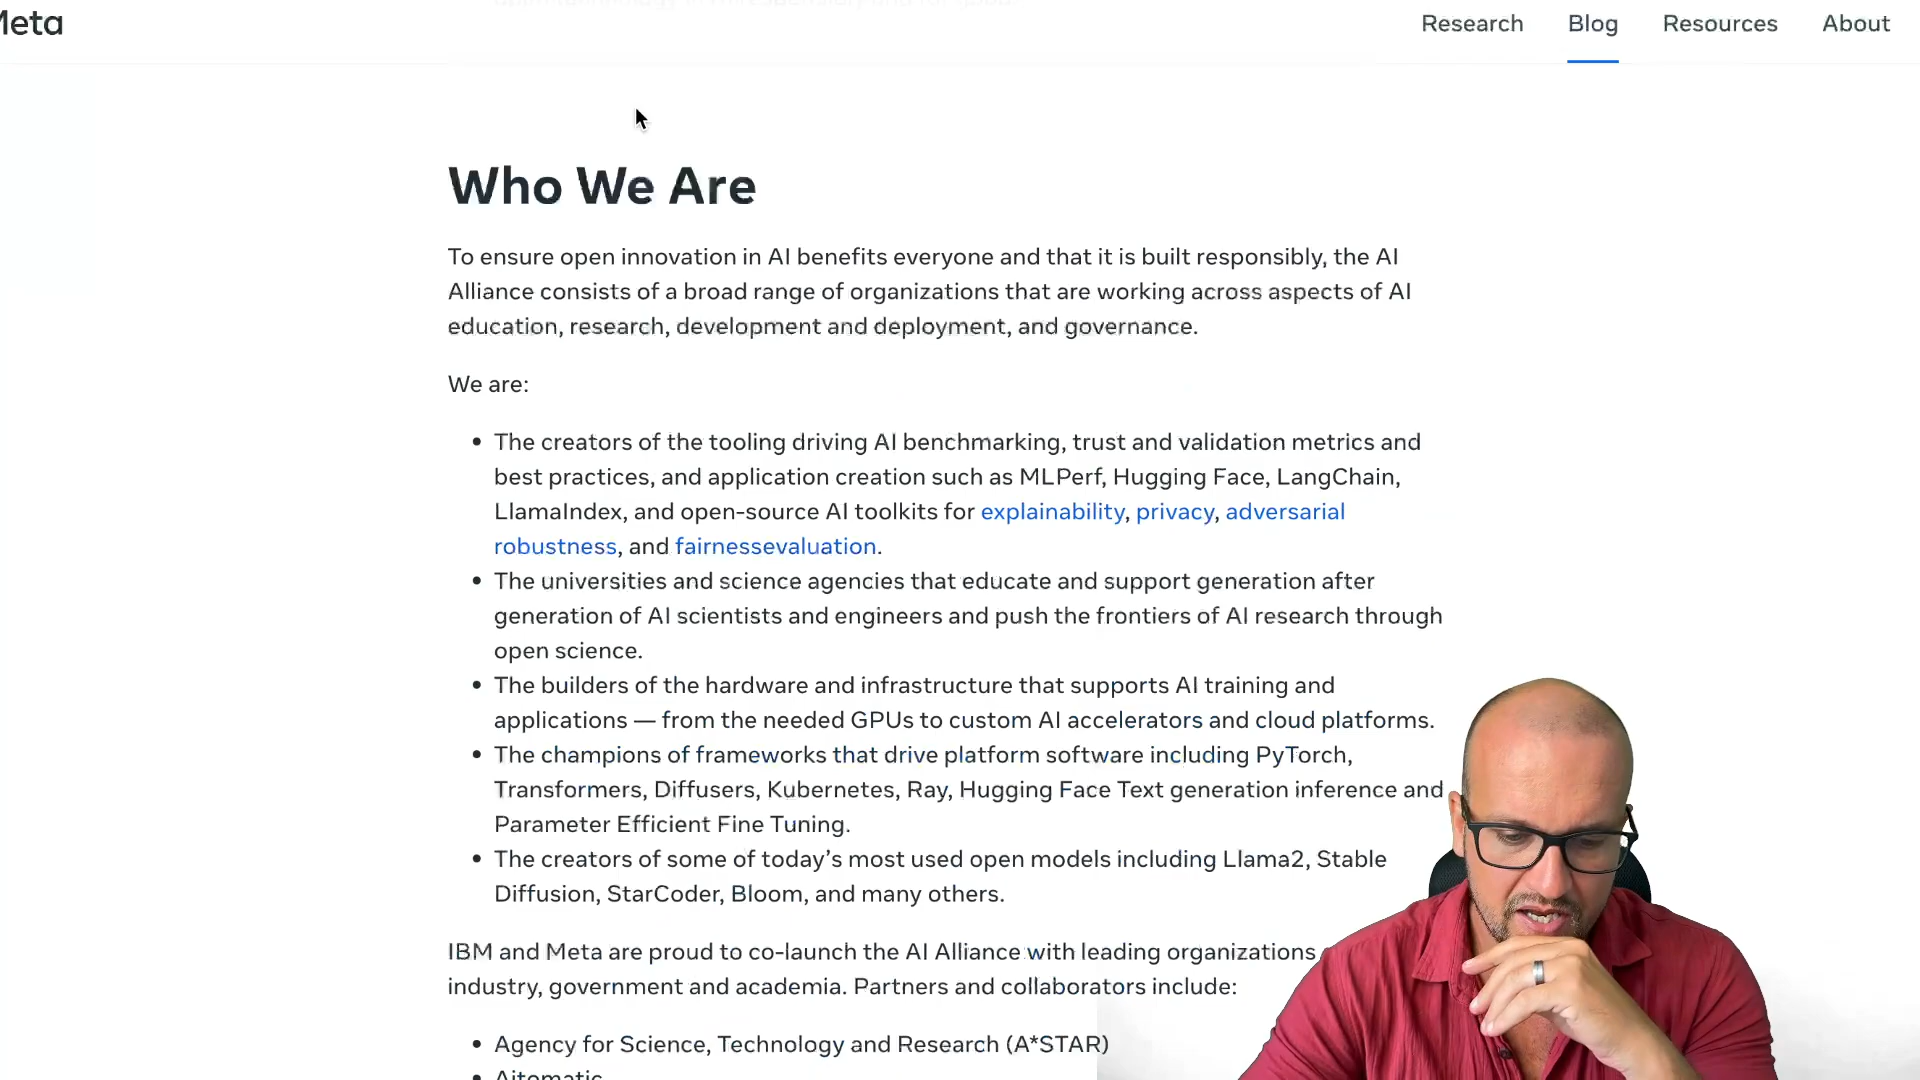 Meta
Research Blog Resources About
Who We Are
To ensure open innovation in AI benefits everyone and that it is built responsibly, the AI
Alliance consists of a broad range of organizations that are working across aspects of AI
education, research, development and deployment, and governance.
We are:
• The creators of the tooling driving AI benchmarking, trust and validation metrics and
best practices, and application creation such as MLPerf, Hugging Face, LangChain,
LlamaIndex, and open-source AI toolkits for explainability, privacy, adversarial
robustness, and fairnessevaluation.
• The universities and science agencies that educate and support generation after
generation of AI scientists and engineers and push the frontiers of AI research through
open science.
• The builders of the hardware and infrastructure that supports AI training and
applications — from the needed GPUs to custom AI accelerators and cloud platforms.
• The champions of frameworks that drive platform software including PyTorch,
Transformers, Diffusers, Kubernetes, Ray, Hugging Face Text generation inference and
Parameter Efficient Fine Tuning.
• The creators of some of today’s most used open models including Llama2, Stable
Diffusion, StarCoder, Bloom, and many others.
IBM and Meta are proud to co-launch the AI Alliance with leading organizations
industry, government and academia. Partners and collaborators include:
• Agency for Science, Technology and Research (A*STAR)
• Aitomatic